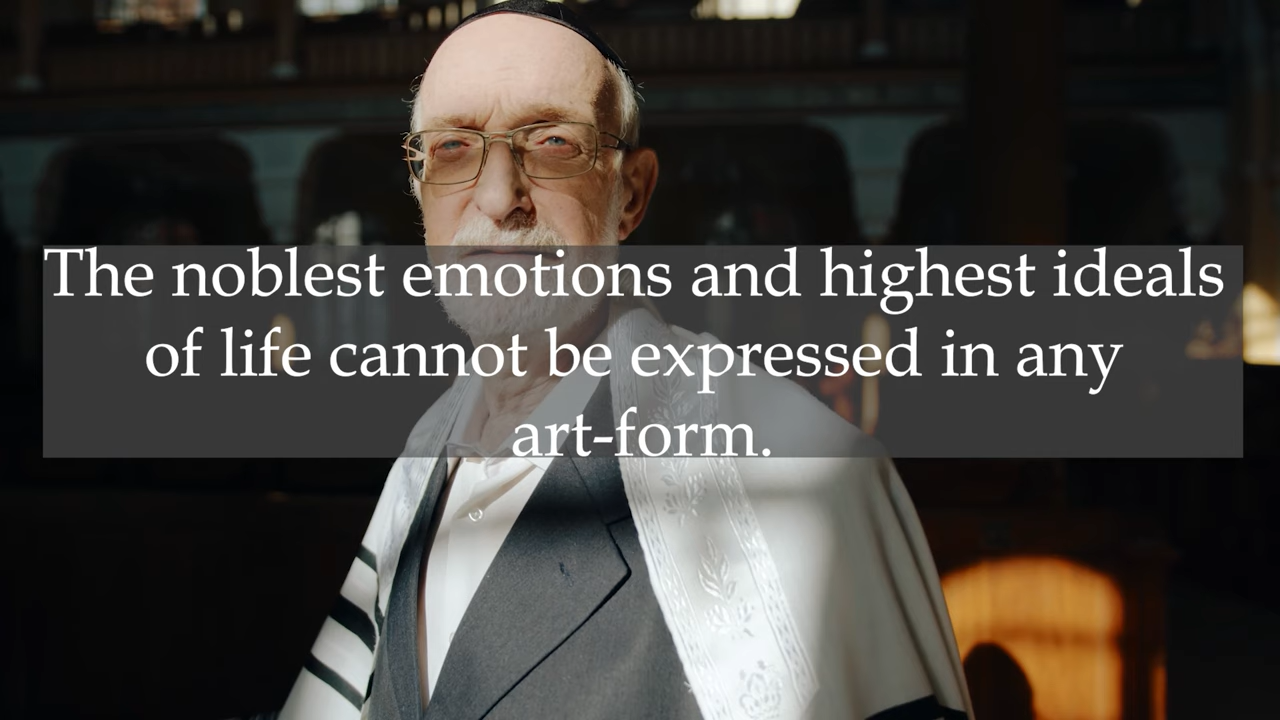 The noblest emotions and highest ideals
of life cannot be expressed in any
art-form.